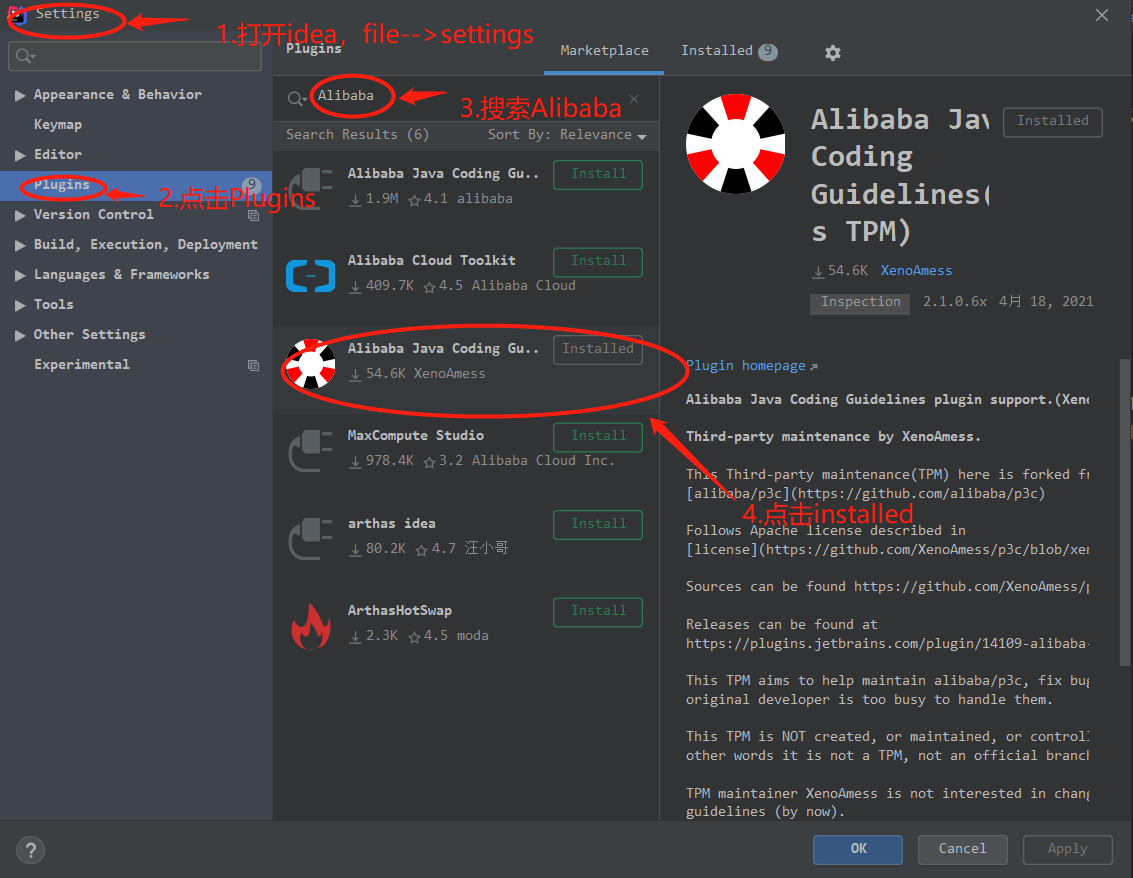 Settings
1.打开idea，file-->settings
Appearance & Behavior
Keymap
Editor
Plugins
9
2.点击Plugins
Version Control
Build, Execution, Deployment
Languages & Frameworks
Tools
Other Settings
Experimental
Plugins
Marketplace
Installed 9
Alibaba
3.搜索Alibaba
Search Results (6)
Sort By: Relevance
Alibaba Java Coding Gu..
Install
1.9M 4.1 alibaba
Alibaba Cloud Toolkit
Install
409.7K 4.5 Alibaba Cloud
Alibaba Java Coding Gu..
Installed
54.6K XenoAmess
MaxCompute Studio
Install
978.4K 3.2 Alibaba Cloud Inc.
4.点击installed
arthas idea
Install
80.2K 4.7 汪小哥
ArthasHotSwap
Install
2.3K 4.5 moda
Alibaba Jav
Coding
Guidelines(
s TPM)
Installed
54.6K XenoAmess
Inspection 2.1.0.6x 4月 18, 2021
Plugin homepage
Alibaba Java Coding Guidelines plugin support.(Xeno
Third-party maintenance by XenoAmess.
This Third-party maintenance(TPM) here is forked fr
[alibaba/p3c](https://github.com/alibaba/p3c)
Follows Apache license described in
[license](https://github.com/XenoAmess/p3c/blob/xen
Sources can be found https://github.com/XenoAmess/p
Releases can be found at
https://plugins.jetbrains.com/plugin/14109-alibaba-
This TPM aims to help maintain alibaba/p3c, fix bug
original developer is too busy to handle them.
This TPM is NOT created, or maintained, or controll
other words it is not a TPM, not an official branch
TPM maintainer XenoAmess is not interested in chang
guidelines (by now).
?
OK
Cancel
Apply